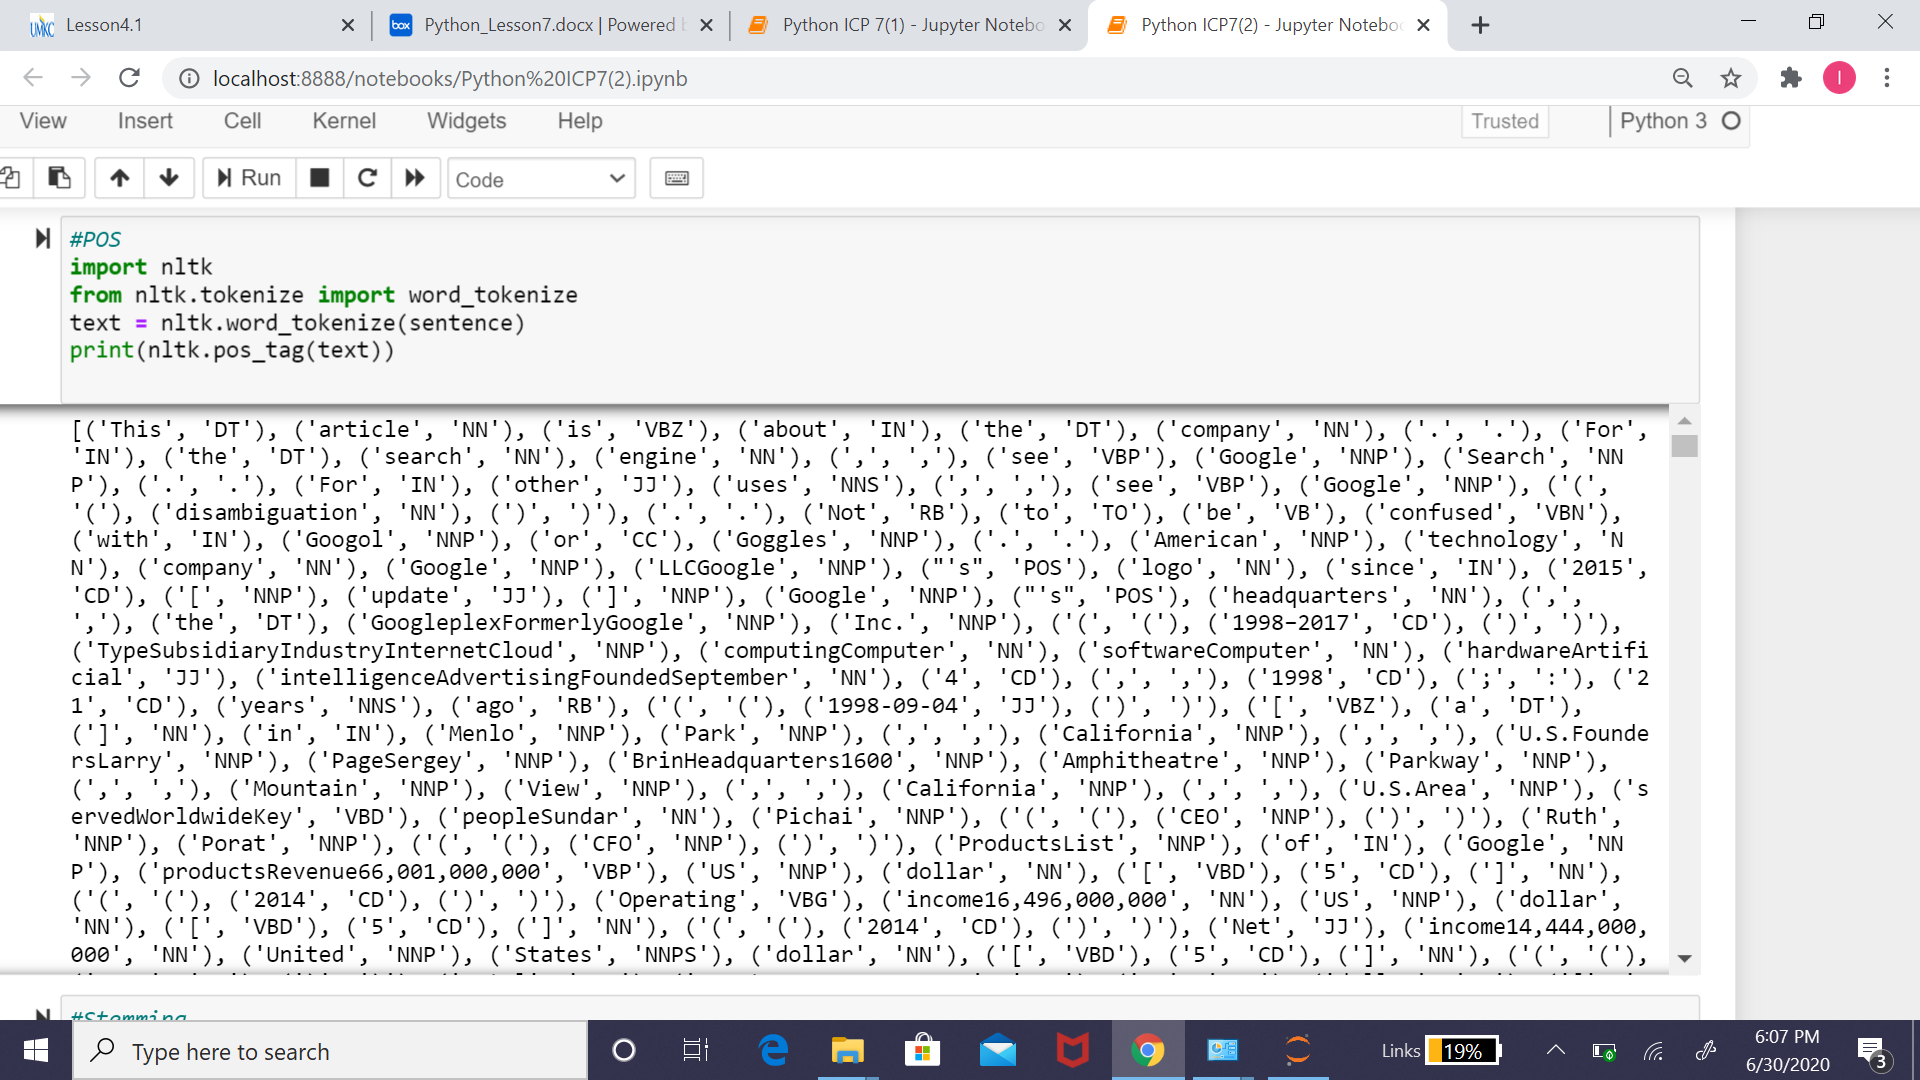 UMKC Lesson4.1
box Python_Lesson7.docx | Powered b
Python ICP 7(1) - Jupyter Notebo
Python ICP7(2) - Jupyter Noteboo
localhost:8888/notebooks/Python%20ICP7(2).ipynb
I
View Insert Cell Kernel Widgets Help Trusted Python 3
Run Code
#POS
import nltk
from nltk.tokenize import word_tokenize
text = nltk.word_tokenize(sentence)
print(nltk.pos_tag(text))
[('This', 'DT'), ('article', 'NN'), ('is', 'VBZ'), ('about', 'IN'), ('the', 'DT'), ('company', 'NN'), ('.', '.'), ('For',
'IN'), ('the', 'DT'), ('search', 'NN'), ('engine', 'NN'), (',', ','), ('see', 'VBP'), ('Google', 'NNP'), ('Search', 'NN
P'), ('.', '.'), ('For', 'IN'), ('other', 'JJ'), ('uses', 'NNS'), (',', ','), ('see', 'VBP'), ('Google', 'NNP'), ('(',
'('), ('disambiguation', 'NN'), (')', ')'), ('.', '.'), ('Not', 'RB'), ('to', 'TO'), ('be', 'VB'), ('confused', 'VBN'),
('with', 'IN'), ('Googol', 'NNP'), ('or', 'CC'), ('Goggles', 'NNP'), ('.', '.'), ('American', 'NNP'), ('technology', 'N
N'), ('company', 'NN'), ('Google', 'NNP'), ('LLCGoogle', 'NNP'), ("'s", 'POS'), ('logo', 'NN'), ('since', 'IN'), ('2015',
'CD'), ('[', 'NNP'), ('update', 'JJ'), (']', 'NNP'), ('Google', 'NNP'), ("'s", 'POS'), ('headquarters', 'NN'), (',',
','), ('the', 'DT'), ('GoogleplexFormerlyGoogle', 'NNP'), ('Inc.', 'NNP'), ('(', '('), ('1998–2017', 'CD'), (')', ')'),
('TypeSubsidiaryIndustryInternetCloud', 'NNP'), ('computingComputer', 'NN'), ('softwareComputer', 'NN'), ('hardwareArtifi
cial', 'JJ'), ('intelligenceAdvertisingFoundedSeptember', 'NN'), ('4', 'CD'), (',', ','), ('1998', 'CD'), (';', ':'), ('2
1', 'CD'), ('years', 'NNS'), ('ago', 'RB'), ('(', '('), ('1998-09-04', 'JJ'), (')', ')'), ('[', 'VBZ'), ('a', 'DT'),
(']', 'NN'), ('in', 'IN'), ('Menlo', 'NNP'), ('Park', 'NNP'), (',', ','), ('California', 'NNP'), (',', ','), ('U.S.Founde
rsLarry', 'NNP'), ('PageSergey', 'NNP'), ('BrinHeadquarters1600', 'NNP'), ('Amphitheatre', 'NNP'), ('Parkway', 'NNP'),
(',', ','), ('Mountain', 'NNP'), ('View', 'NNP'), (',', ','), ('California', 'NNP'), (',', ','), ('U.S.Area', 'NNP'), ('s
ervedWorldwideKey', 'VBD'), ('peopleSundar', 'NN'), ('Pichai', 'NNP'), ('(', '('), ('CEO', 'NNP'), (')', ')'), ('Ruth',
'NNP'), ('Porat', 'NNP'), ('(', '('), ('CFO', 'NNP'), (')', ')'), ('ProductsList', 'NNP'), ('of', 'IN'), ('Google', 'NN
P'), ('productsRevenue66,001,000,000', 'VBP'), ('US', 'NNP'), ('dollar', 'NN'), ('[', 'VBD'), ('5', 'CD'), (']', 'NN'),
('(', '('), ('2014', 'CD'), (')', ')'), ('Operating', 'VBG'), ('income16,496,000,000', 'NN'), ('US', 'NNP'), ('dollar',
'NN'), ('[', 'VBD'), ('5', 'CD'), (']', 'NN'), ('(', '('), ('2014', 'CD'), (')', ')'), ('Net', 'JJ'), ('income14,444,000,
000', 'NN'), ('United', 'NNP'), ('States', 'NNPS'), ('dollar', 'NN'), ('[', 'VBD'), ('5', 'CD'), (']', 'NN'), ('(', '('),
#Stemming
Type here to search
Links 19%
6:07 PM
6/30/2020
3